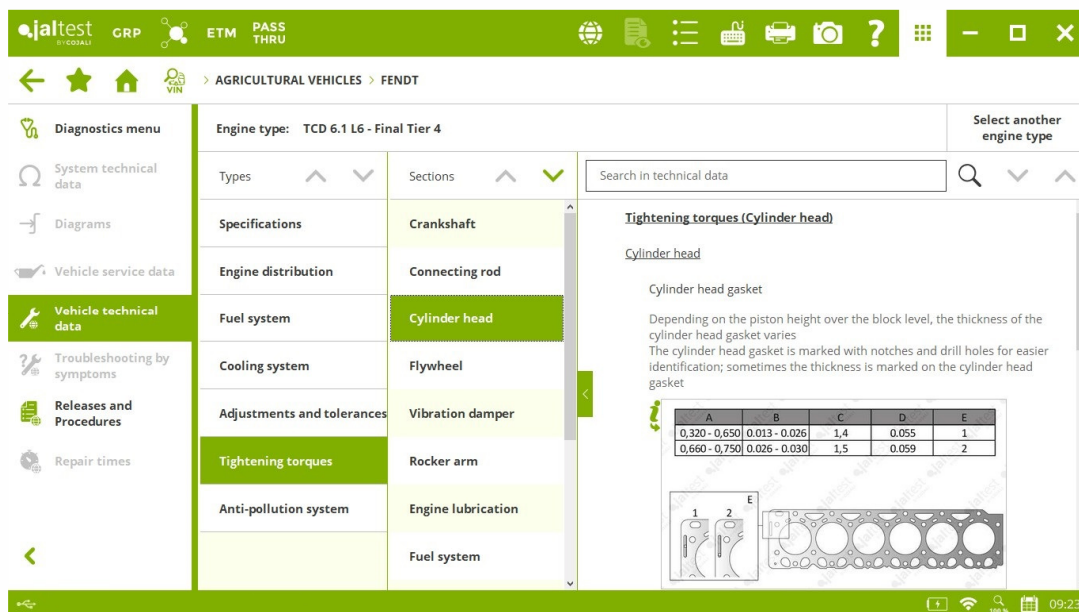 jaltest
BY COJALI
GRP
ETM
PASS
THRU
VIN
> AGRICULTURAL VEHICLES > FENDT
Diagnostics menu
System technical
data
Diagrams
Vehicle service data
Vehicle technical
data
Troubleshooting by
symptoms
Releases and
Procedures
Repair times
Engine type: TCD 6.1 L6 - Final Tier 4
Select another
engine type
Types
Specifications
Engine distribution
Fuel system
Cooling system
Adjustments and tolerances
Tightening torques
Anti-pollution system
Sections
Crankshaft
Connecting rod
Cylinder head
Flywheel
Vibration damper
Rocker arm
Engine lubrication
Fuel system
Search in technical data
Tightening torques (Cylinder head)
Cylinder head
Cylinder head gasket
Depending on the piston height over the block level, the thickness of the
cylinder head gasket varies
The cylinder head gasket is marked with notches and drill holes for easier
identification; sometimes the thickness is marked on the cylinder head
gasket
A B C D E
0,320 - 0,650 0.013 - 0.026 1,4 0.055 1
0,660 - 0,750 0.026 - 0.030 1,5 0.059 2
E
1 2
100 %
09:23